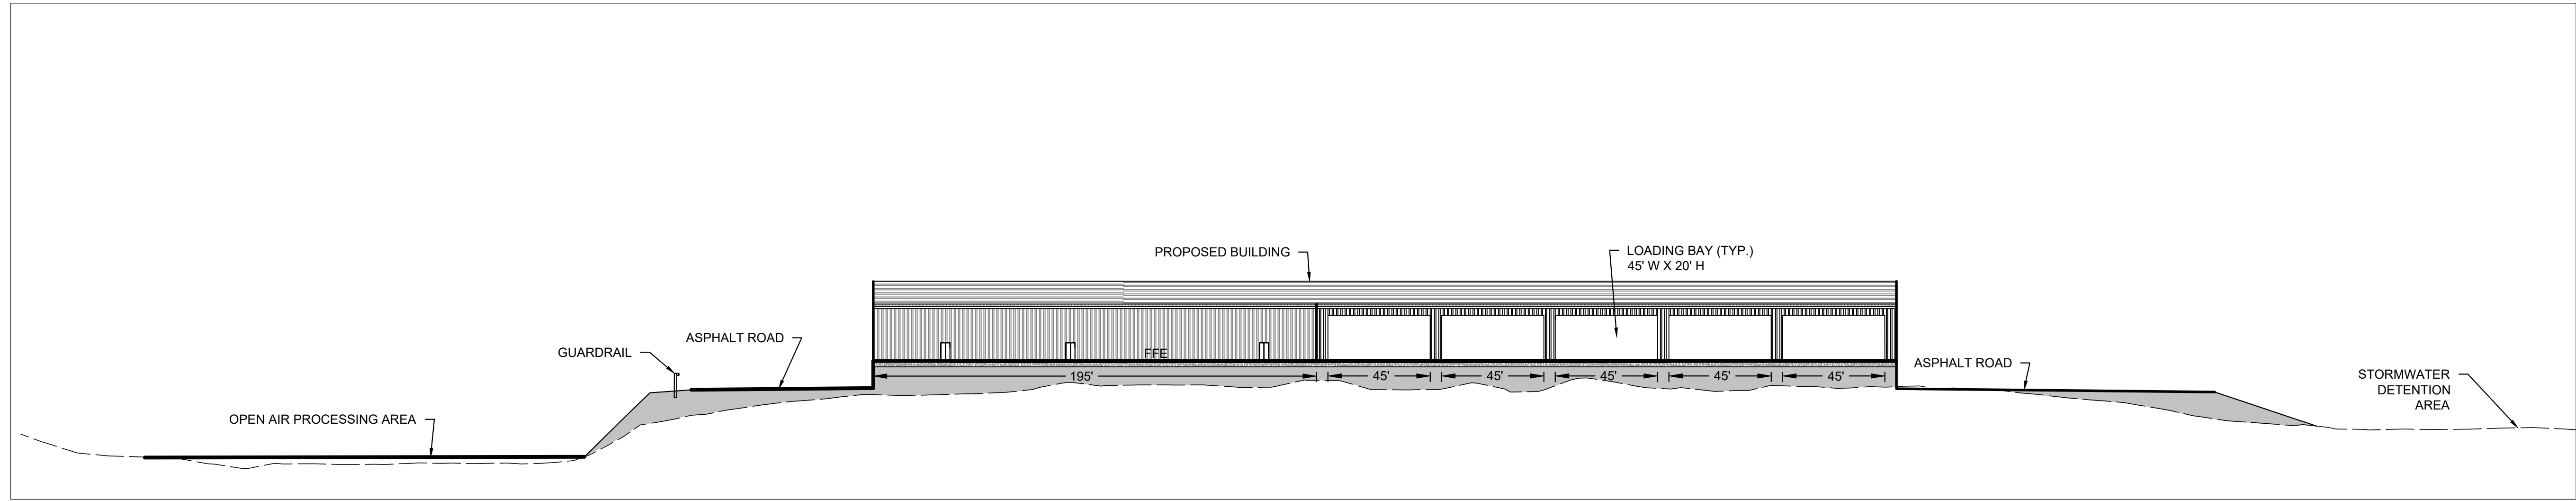 PROPOSED BUILDING
LOADING BAY (TYP.)
45' W X 20' H
ASPHALT ROAD
GUARDRAIL
FFE
ASPHALT ROAD
195'
45'
45'
45'
45'
45'
STORMWATER
DETENTION
AREA
OPEN AIR PROCESSING AREA